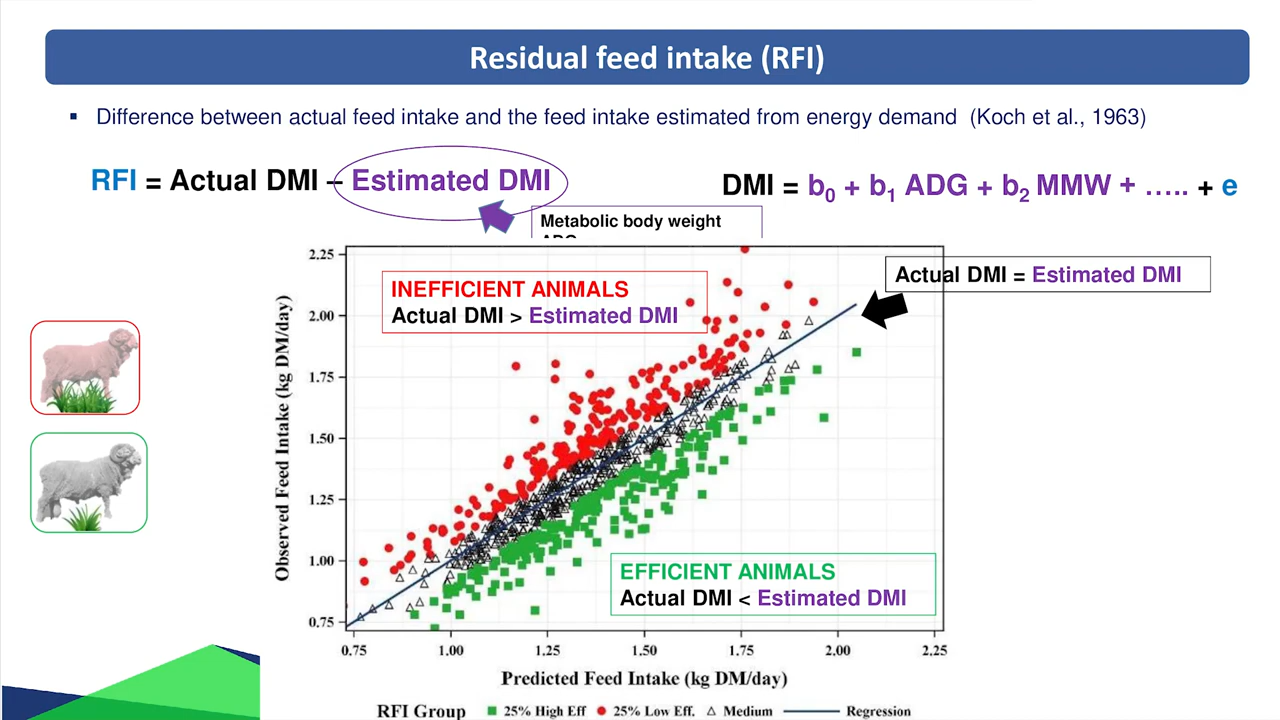 Residual feed intake (RFI)
▪ Difference between actual feed intake and the feed intake estimated from energy demand (Koch et al., 1963)
RFI = Actual DMI – Estimated DMI
DMI = b0 + b1 ADG + b2 MMW + ..... + e
Metabolic body weight
ADG
Actual DMI = Estimated DMI
INEFFICIENT ANIMALS
Actual DMI > Estimated DMI
EFFICIENT ANIMALS
Actual DMI < Estimated DMI
Observed Feed Intake (kg DM/day)
2.25
2.00
1.75
1.50
1.25
1.00
0.75
0.75 1.00 1.25 1.50 1.75 2.00 2.25
Predicted Feed Intake (kg DM/day)
RFI Group 25% High Eff 25% Low Eff. Medium Regression